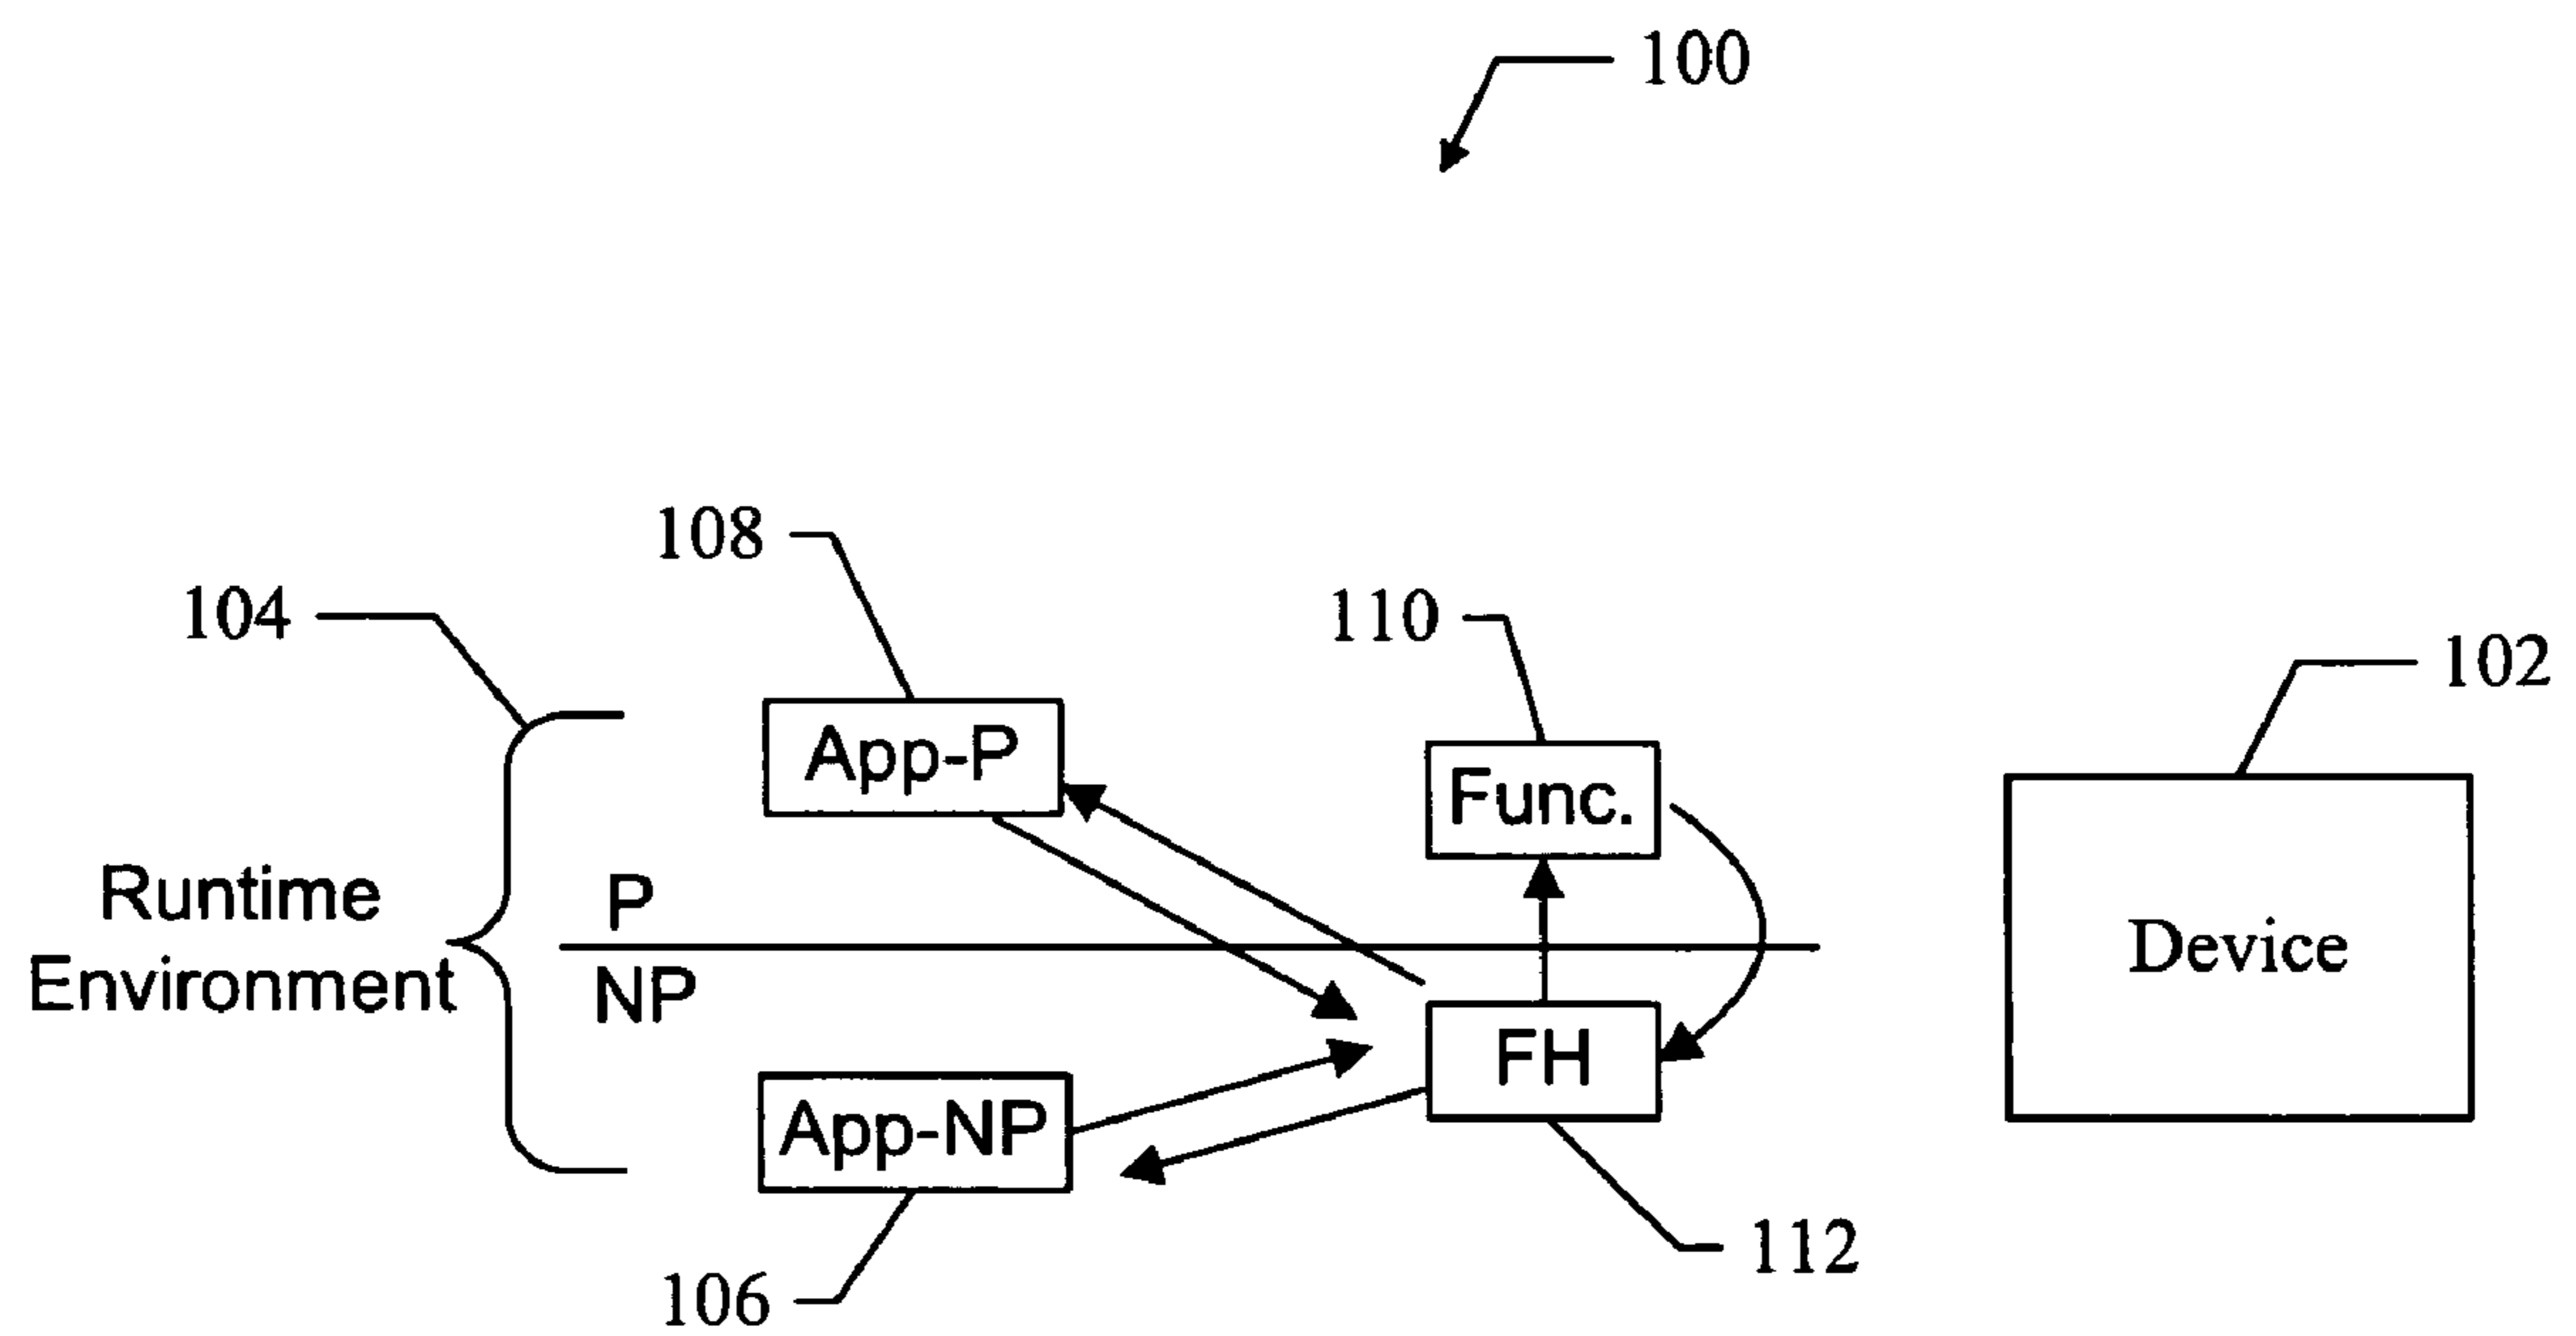 100
108
104
110
102
App-P
Func.
Runtime
Environment
P
NP
Device
FH
App-NP
112
106